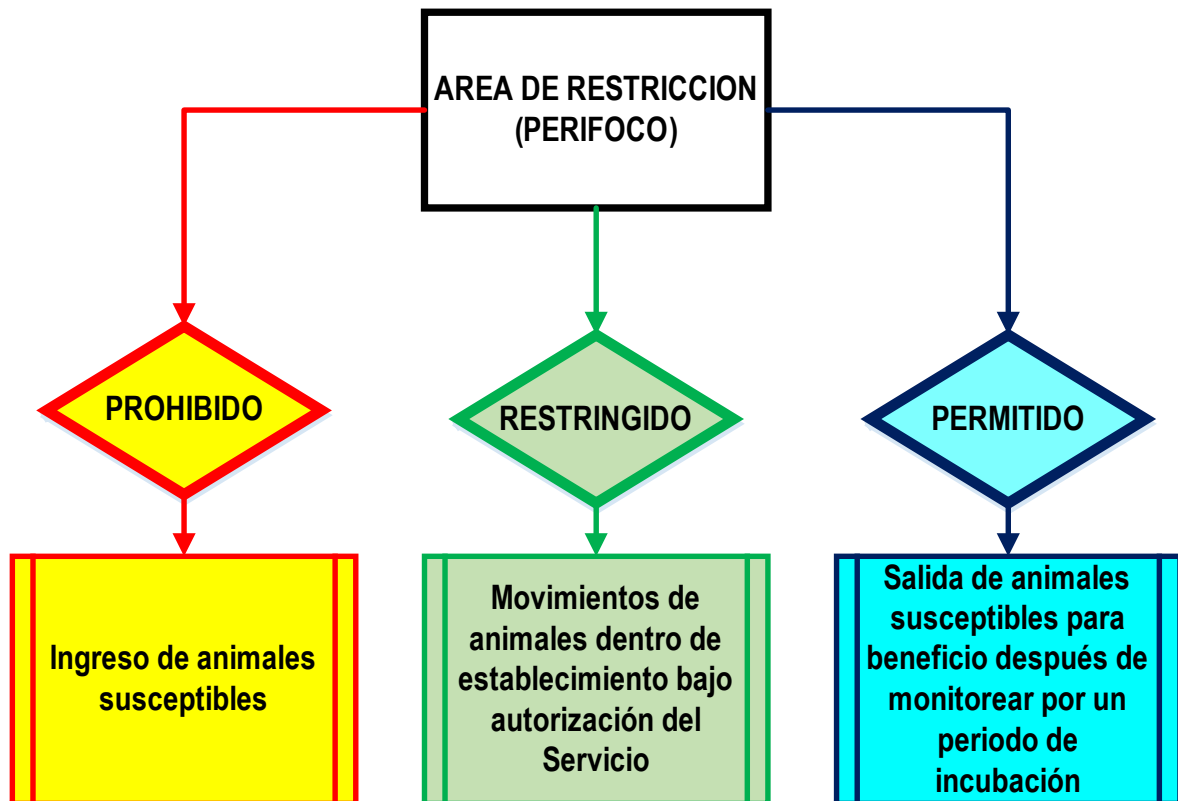 AREA DE RESTRICCION
(PERIFOCO)
PROHIBIDO
RESTRINGIDO
PERMITIDO
Ingreso de animales
susceptibles
Movimientos de
animales dentro de
establecimiento bajo
autorización del
Servicio
Salida de animales
susceptibles para
beneficio después de
monitorear por un
periodo de
incubación